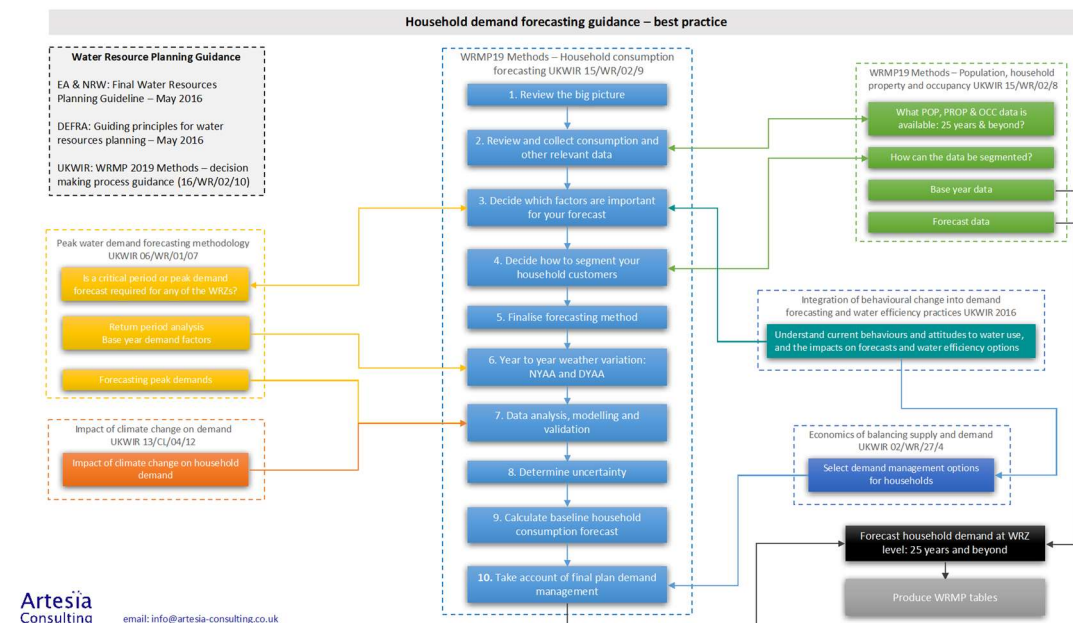 Household demand forecasting guidance – best practice
Water Resource Planning Guidance
EA & NRW: Final Water Resources
Planning Guideline – May 2016
DEFRA: Guiding principles for water
resources planning – May 2016
UKWIR: WRMP 2019 Methods – decision
making process guidance (16/WR/02/10)
Peak water demand forecasting methodology
UKWIR 06/WR/01/07
Is a critical period or peak demand
forecast required for any of the WRZs?
Return period analysis
Base year demand factors
Forecasting peak demands
Impact of climate change on demand
UKWIR 13/CL/04/12
Impact of climate change on household
demand
WRMP19 Methods – Household consumption
forecasting UKWIR 15/WR/02/9
1. Review the big picture
2. Review and collect consumption and
other relevant data
3. Decide which factors are important
for your forecast
4. Decide how to segment your
household customers
5. Finalise forecasting method
6. Year to year weather variation:
NYAA and DYAA
7. Data analysis, modelling and
validation
8. Determine uncertainty
9. Calculate baseline household
consumption forecast
10. Take account of final plan demand
management
WRMP19 Methods – Population, household
property and occupancy UKWIR 15/WR/02/8
What POP, PROP & OCC data is
available: 25 years & beyond?
How can the data be segmented?
Base year data
Forecast data
Integration of behavioural change into demand
forecasting and water efficiency practices UKWIR 2016
Understand current behaviours and attitudes to water use,
and the impacts on forecasts and water efficiency options
Economics of balancing supply and demand
UKWIR 02/WR/27/4
Select demand management options
for households
Forecast household demand at WRZ
level: 25 years and beyond
Produce WRMP tables
Artesia
Consulting
email: info@artesia-consulting.co.uk